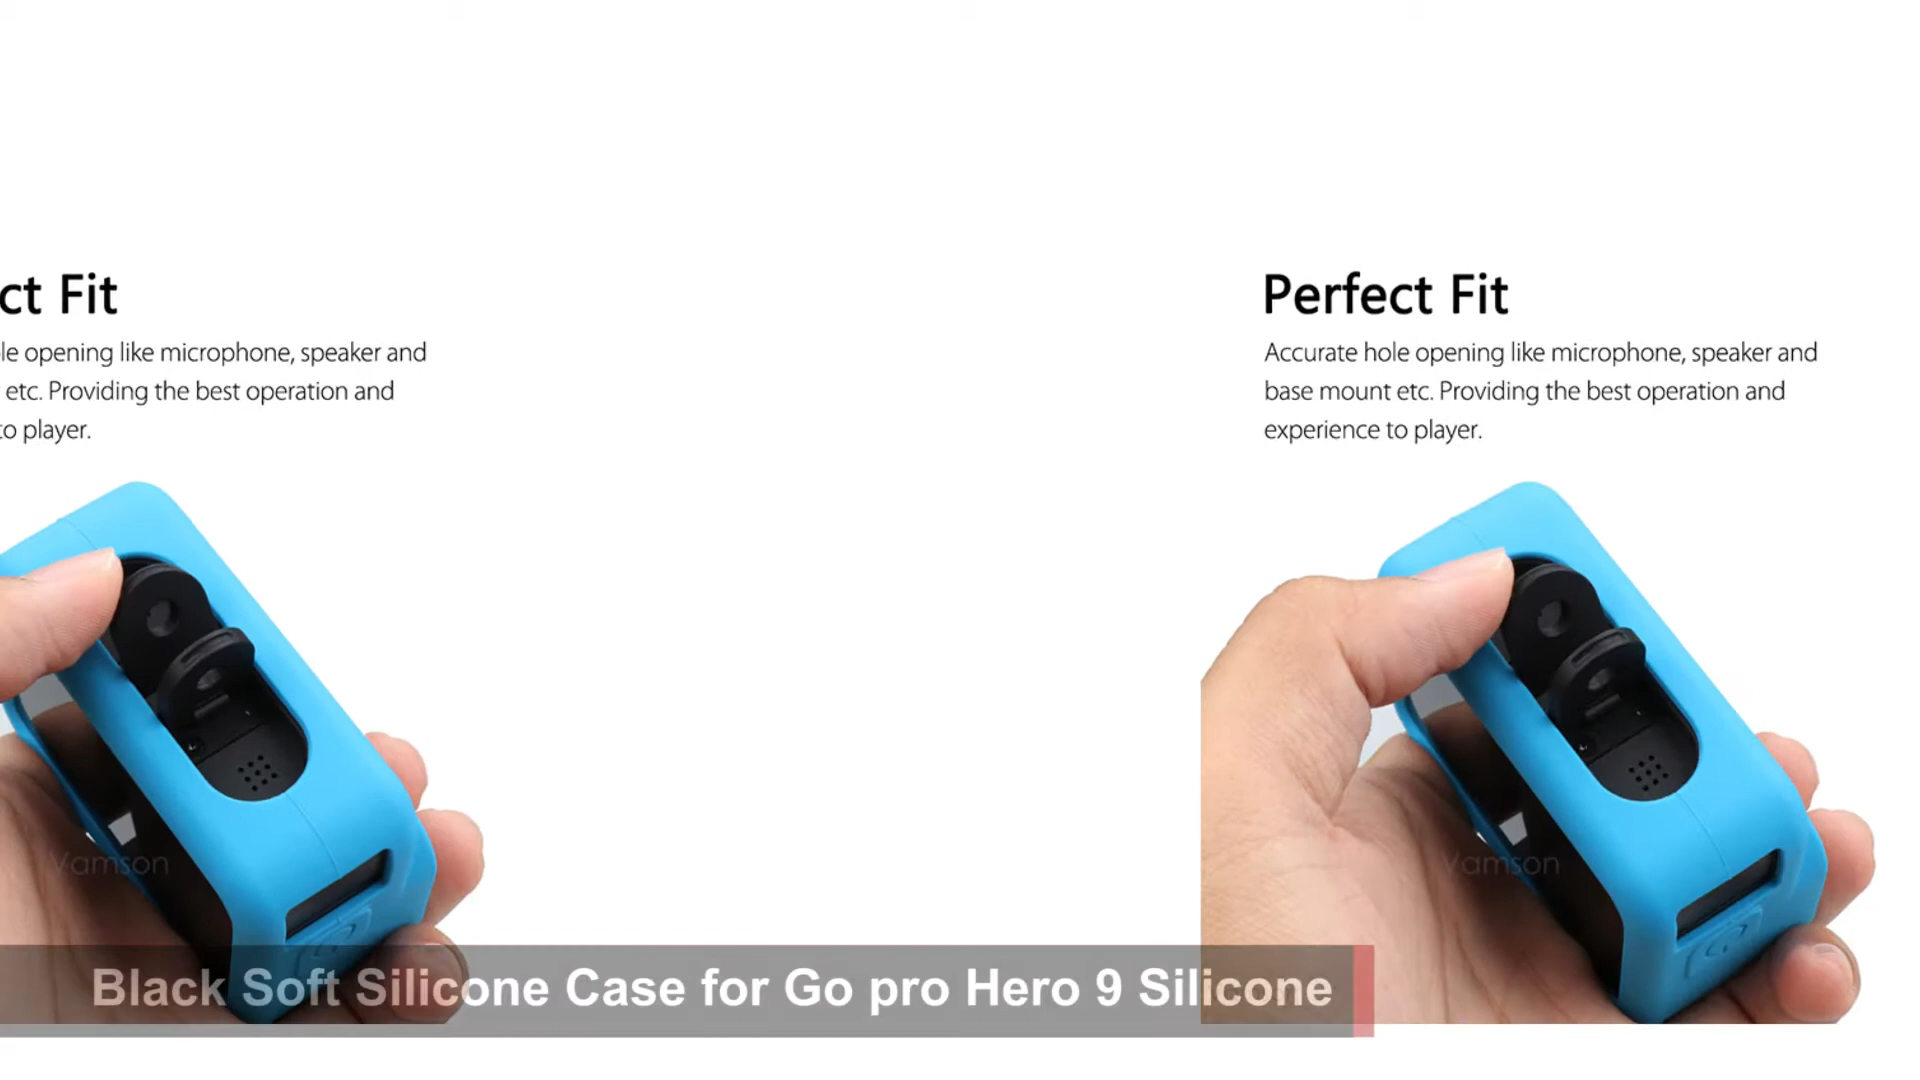 ct Fit
le opening like microphone, speaker and
etc. Providing the best operation and
to player.
Perfect Fit
Accurate hole opening like microphone, speaker and
base mount etc. Providing the best operation and
experience to player.
Vamson
Vamson
Black Soft Silicone Case for Go pro Hero 9 Silicone